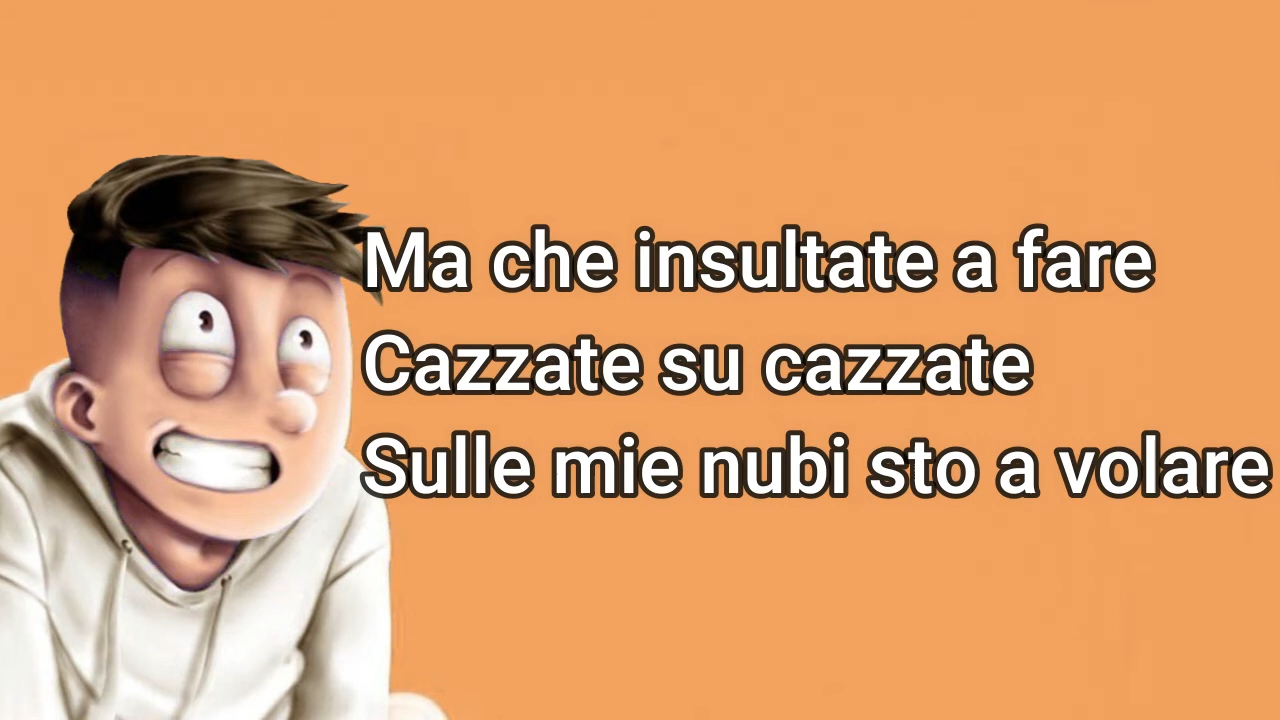 Ma che insultate a fare
Cazzate su cazzate
Sulle mie nubi sto a volare